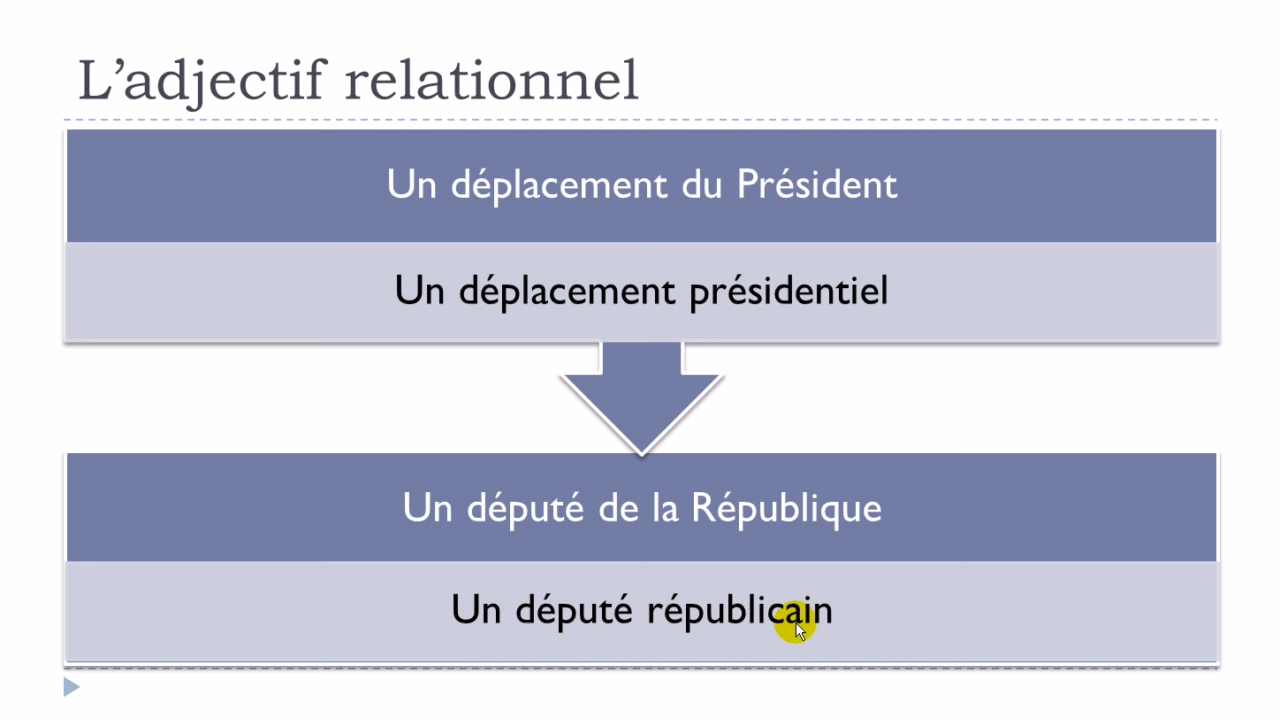 L’adjectif relationnel
Un déplacement du Président
Un déplacement présidentiel
Un député de la République
Un député républicain